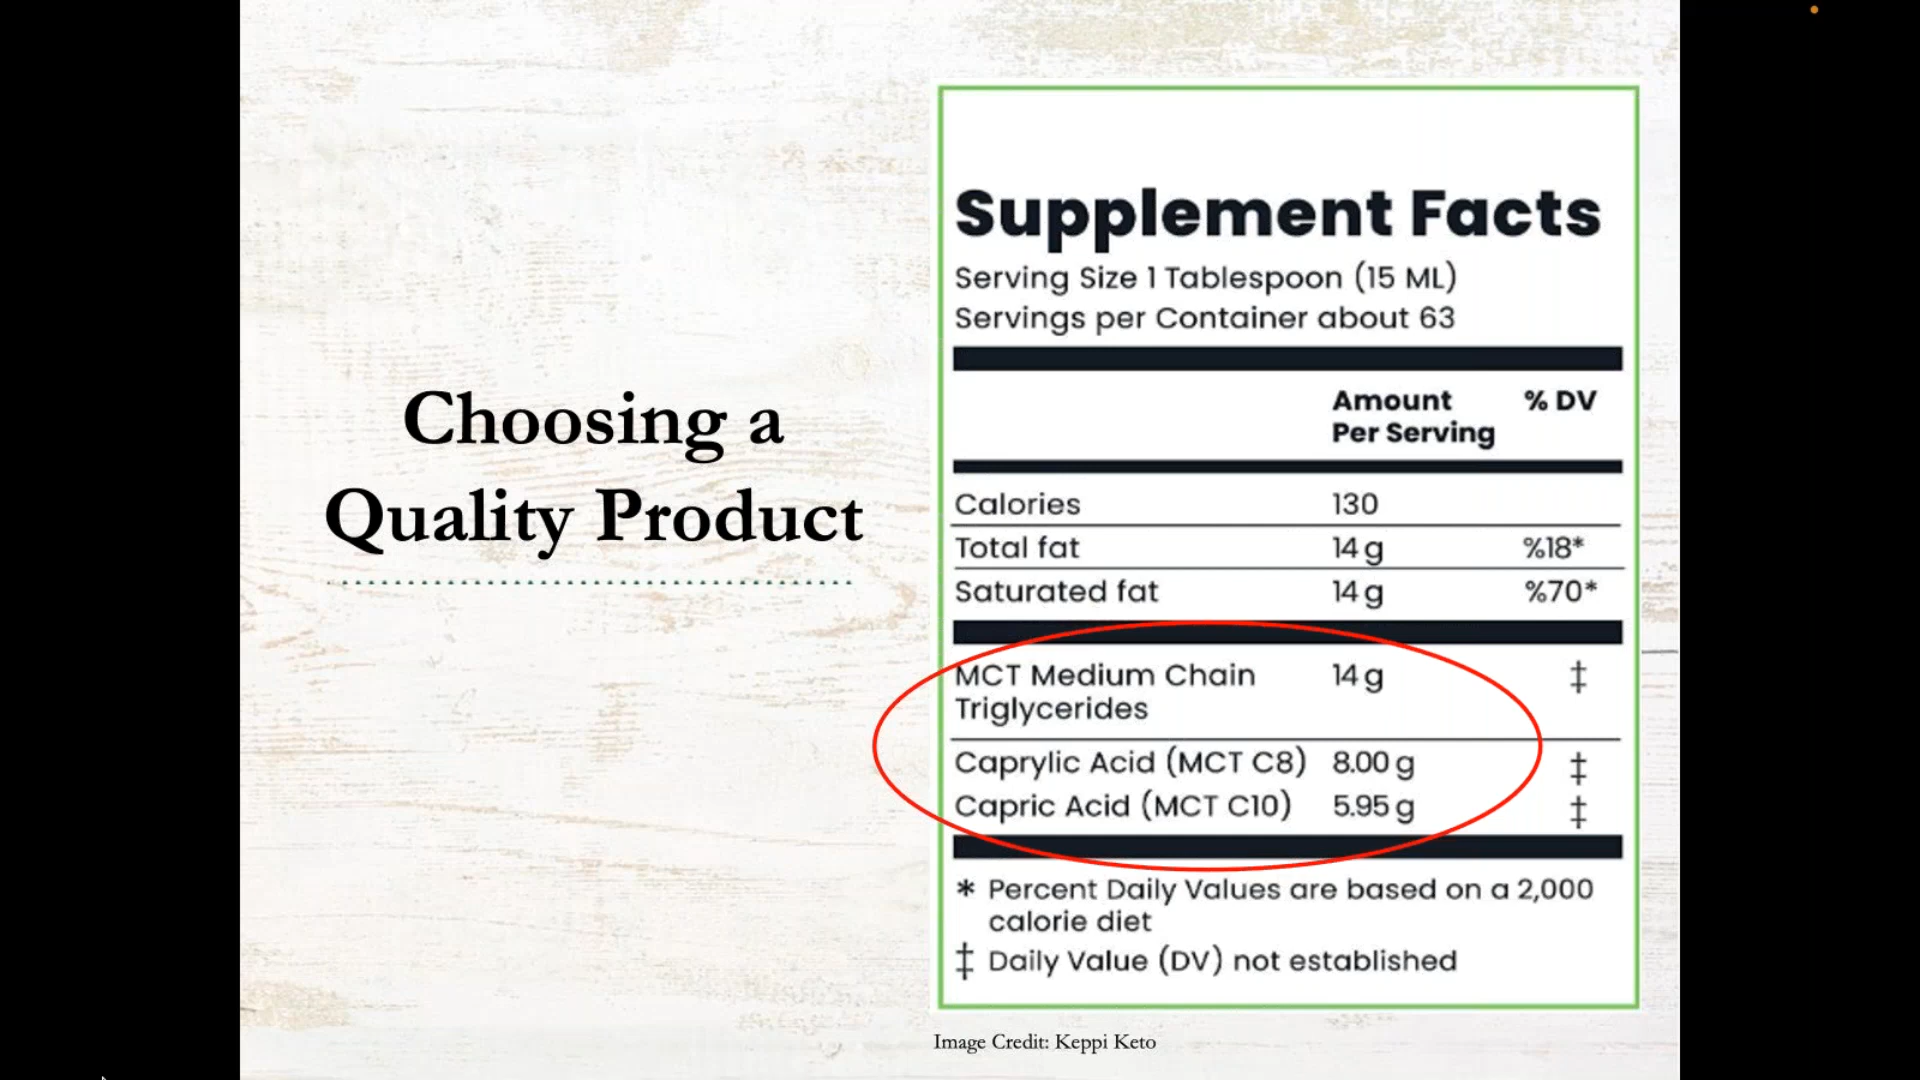 Choosing a
Quality Product
Supplement Facts
Serving Size 1 Tablespoon (15 ML)
Servings per Container about 63
Amount Per Serving % DV
Calories 130
Total fat 14 g %18*
Saturated fat 14 g %70*
MCT Medium Chain Triglycerides 14 g ‡
Caprylic Acid (MCT C8) 8.00 g ‡
Capric Acid (MCT C10) 5.95 g ‡
* Percent Daily Values are based on a 2,000
calorie diet
‡ Daily Value (DV) not established
Image Credit: Keppi Keto